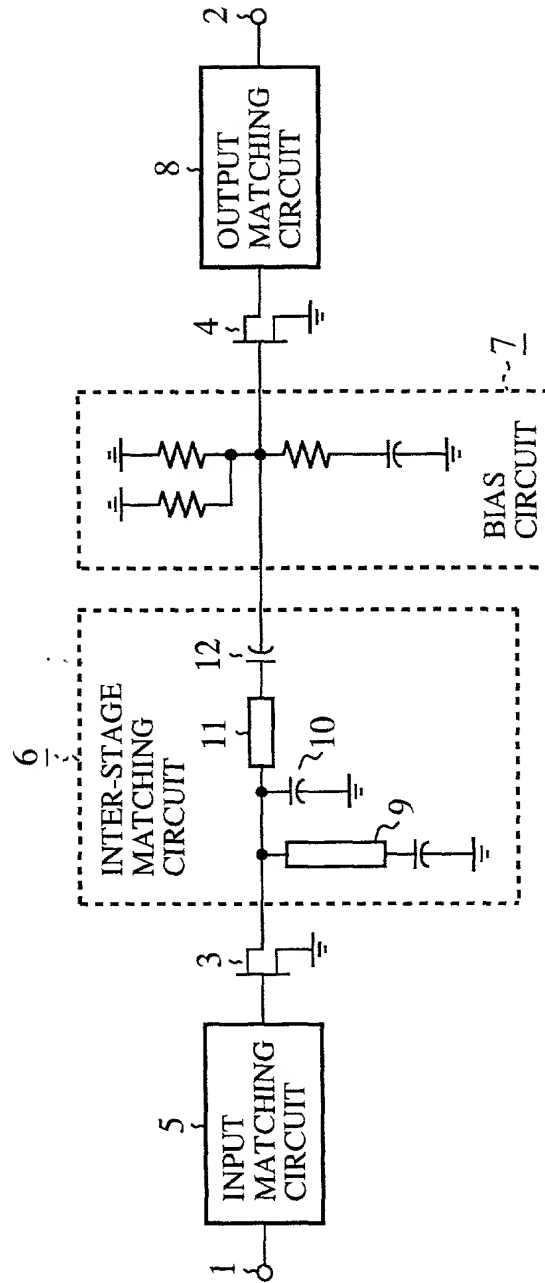 1
5
INPUT
MATCHING
CIRCUIT
3
6
INTER-STAGE
MATCHING
CIRCUIT
9
10
11
12
BIAS
CIRCUIT
7
4
8
OUTPUT
MATCHING
CIRCUIT
2